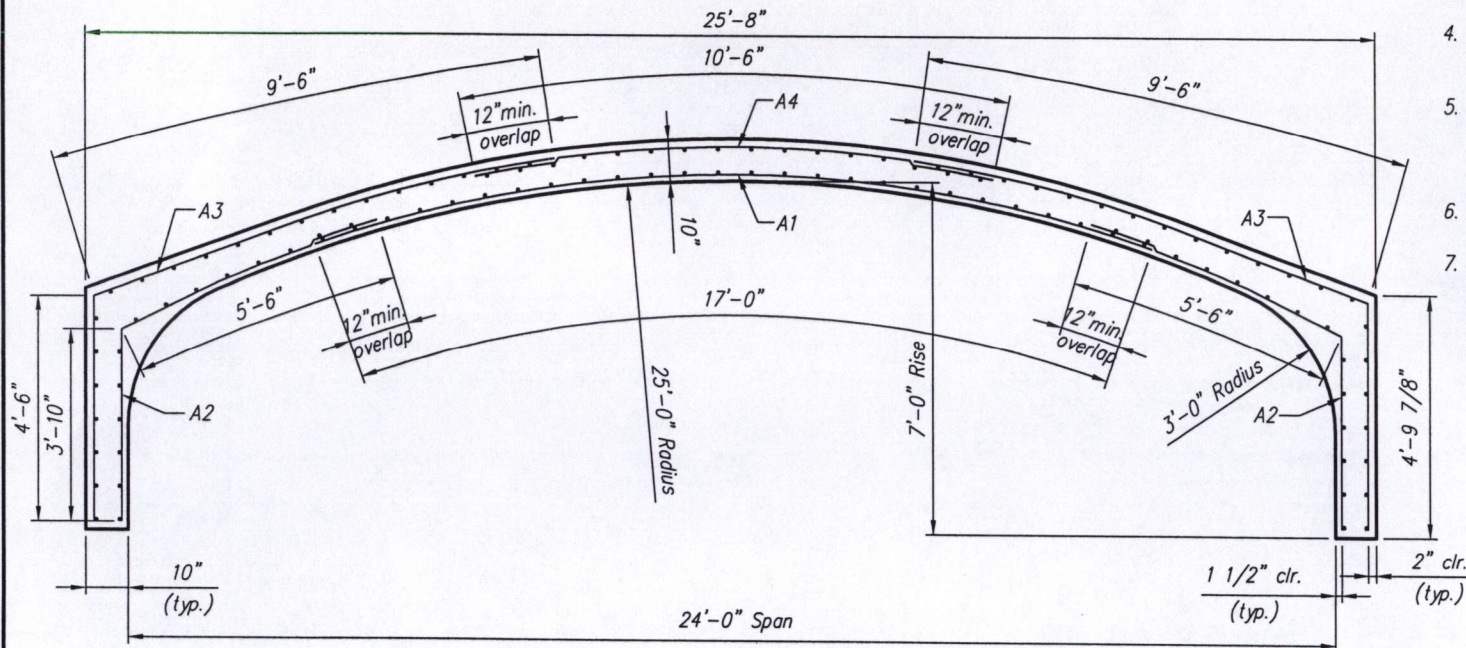 25'-8"
4.
10'-6"
9'-6"
9'-6"
12"min.
overlap
A4
12"min.
overlap
5.
A3
10"
A1
A3
6.
7.
5'-6"
17'-0"
5'-6"
12"min.
overlap
12"min.
overlap
4'-6"
3'-10"
A2
25'-0" Radius
7'-0" Rise
3'-0" Radius
A2
4'-9 7/8"
10"
(typ.)
1 1/2" clr.
(typ.)
2" clr.
(typ.)
24'-0" Span